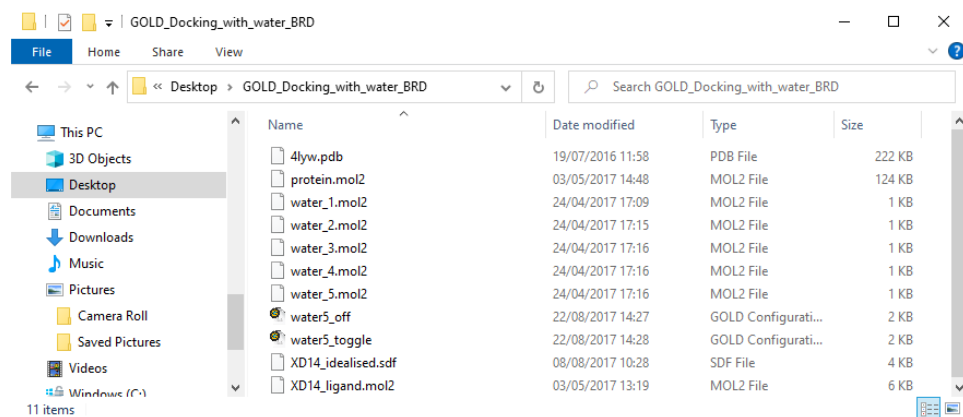 GOLD_Docking_with_water_BRD
File Home Share View
« Desktop > GOLD_Docking_with_water_BRD Search GOLD_Docking_with_water_BRD
This PC
3D Objects
Desktop
Documents
Downloads
Music
Pictures
Camera Roll
Saved Pictures
Videos
Windows (C:)
Name Date modified Type Size
4lyw.pdb 19/07/2016 11:58 PDB File 222 KB
protein.mol2 03/05/2017 14:48 MOL2 File 124 KB
water_1.mol2 24/04/2017 17:09 MOL2 File 1 KB
water_2.mol2 24/04/2017 17:15 MOL2 File 1 KB
water_3.mol2 24/04/2017 17:16 MOL2 File 1 KB
water_4.mol2 24/04/2017 17:16 MOL2 File 1 KB
water_5.mol2 24/04/2017 17:16 MOL2 File 1 KB
water5_off 22/08/2017 14:27 GOLD Configurati... 2 KB
water5_toggle 22/08/2017 14:28 GOLD Configurati... 2 KB
XD14_idealised.sdf 08/08/2017 10:28 SDF File 4 KB
XD14_ligand.mol2 03/05/2017 13:19 MOL2 File 6 KB
11 items